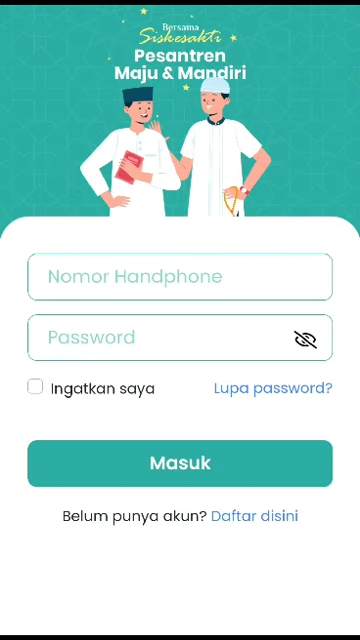 Bersama
Siskesakti
Pesantren
Maju & Mandiri
Nomor Handphone
Password
Ingatkan saya
Lupa password?
Masuk
Belum punya akun? Daftar disini